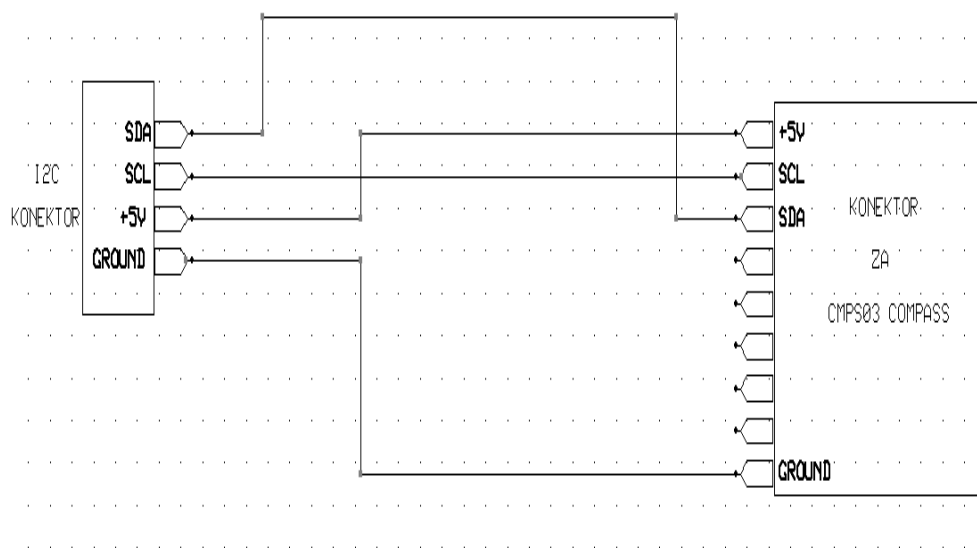 SDA
SCL
+5V
GROUND
I2C
KONEKTOR
+5V
SCL
SDA
GROUND
KONEKTOR
ZA
CMPS03 COMPASS